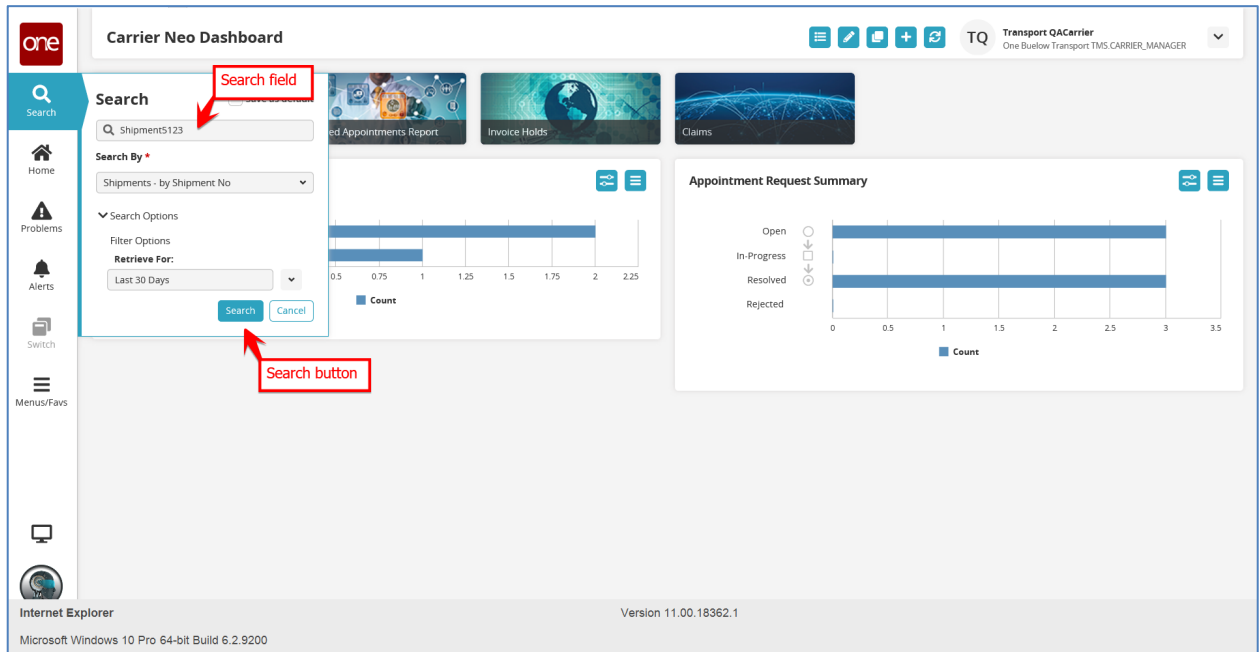 one
Carrier Neo Dashboard
TQ
Transport QACarrier
One Buelow Transport TMS.CARRIER_MANAGER
Search
Home
Problems
Alerts
Switch
Menus/Favs
Search field
Search
Save as default
Shipment5123
Search By *
Shipments - by Shipment No
Search Options
Filter Options
Retrieve For:
Last 30 Days
Search
Cancel
Search button
ed Appointments Report
Invoice Holds
Claims
0.5 0.75 1 1.25 1.5 1.75 2 2.25
Count
Appointment Request Summary
Open
In-Progress
Resolved
Rejected
0 0.5 1 1.5 2 2.5 3 3.5
Count
Internet Explorer
Version 11.00.18362.1
Microsoft Windows 10 Pro 64-bit Build 6.2.9200